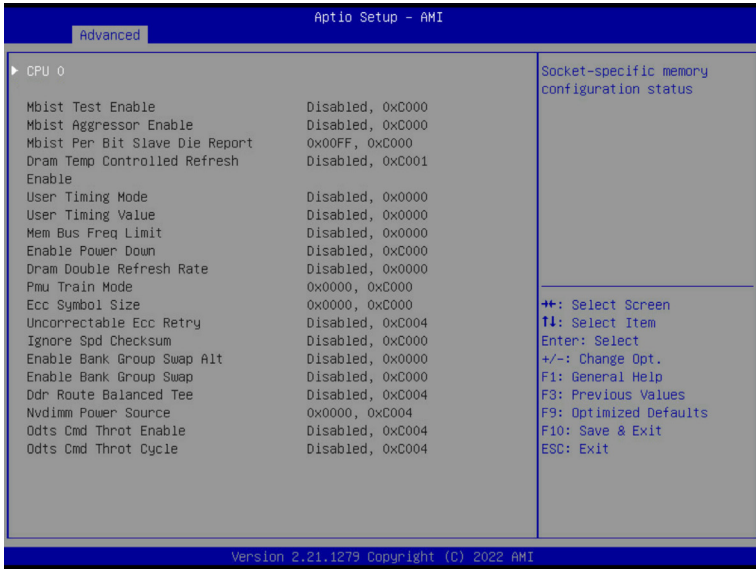 Aptio Setup – AMI
Advanced
▶ CPU 0
Mbist Test Enable Disabled, 0xC000
Mbist Aggressor Enable Disabled, 0xC000
Mbist Per Bit Slave Die Report 0x00FF, 0xC000
Dram Temp Controlled Refresh Disabled, 0xC001
Enable
User Timing Mode Disabled, 0x0000
User Timing Value Disabled, 0x0000
Mem Bus Freq Limit Disabled, 0x0000
Enable Power Down Disabled, 0xC000
Dram Double Refresh Rate Disabled, 0x0000
Pmu Train Mode 0x0000, 0xC000
Ecc Symbol Size 0x0000, 0xC000
Uncorrectable Ecc Retry Disabled, 0xC004
Ignore Spd Checksum Disabled, 0xC000
Enable Bank Group Swap Alt Disabled, 0x0000
Enable Bank Group Swap Disabled, 0xC000
Ddr Route Balanced Tee Disabled, 0xC004
Nvdimm Power Source 0x0000, 0xC004
Odts Cmd Throt Enable Disabled, 0xC004
Odts Cmd Throt Cycle Disabled, 0xC004
Socket-specific memory
configuration status
→←: Select Screen
↑↓: Select Item
Enter: Select
+/-: Change Opt.
F1: General Help
F3: Previous Values
F9: Optimized Defaults
F10: Save & Exit
ESC: Exit
Version 2.21.1279 Copyright (C) 2022 AMI